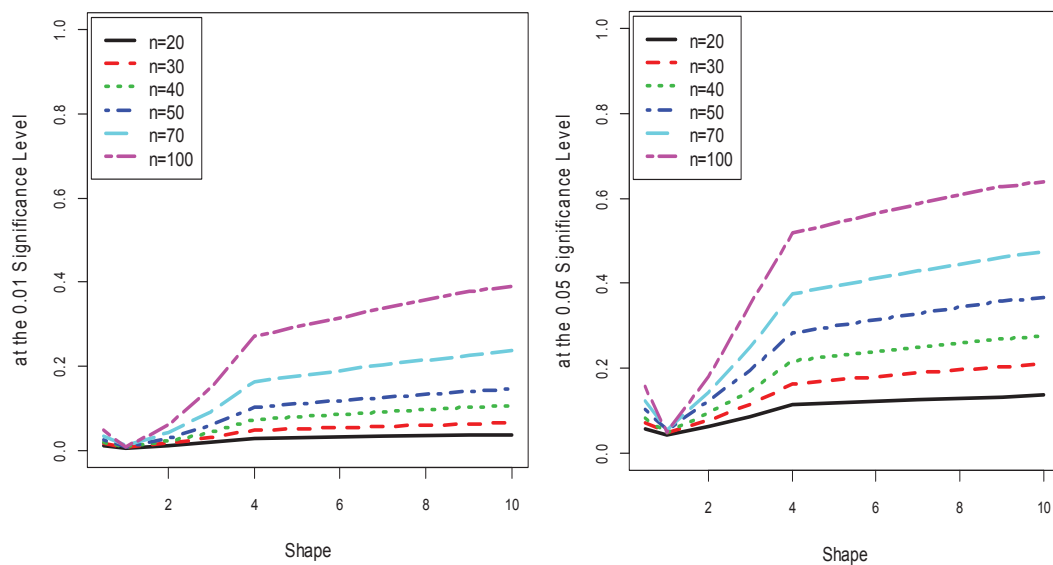 at the 0.01 Significance Level
1.0
0.8
0.6
0.4
0.2
0.0
n=20
n=30
n=40
n=50
n=70
n=100
2
4
6
8
10
Shape
at the 0.05 Significance Level
1.0
0.8
0.6
0.4
0.2
0.0
n=20
n=30
n=40
n=50
n=70
n=100
2
4
6
8
10
Shape